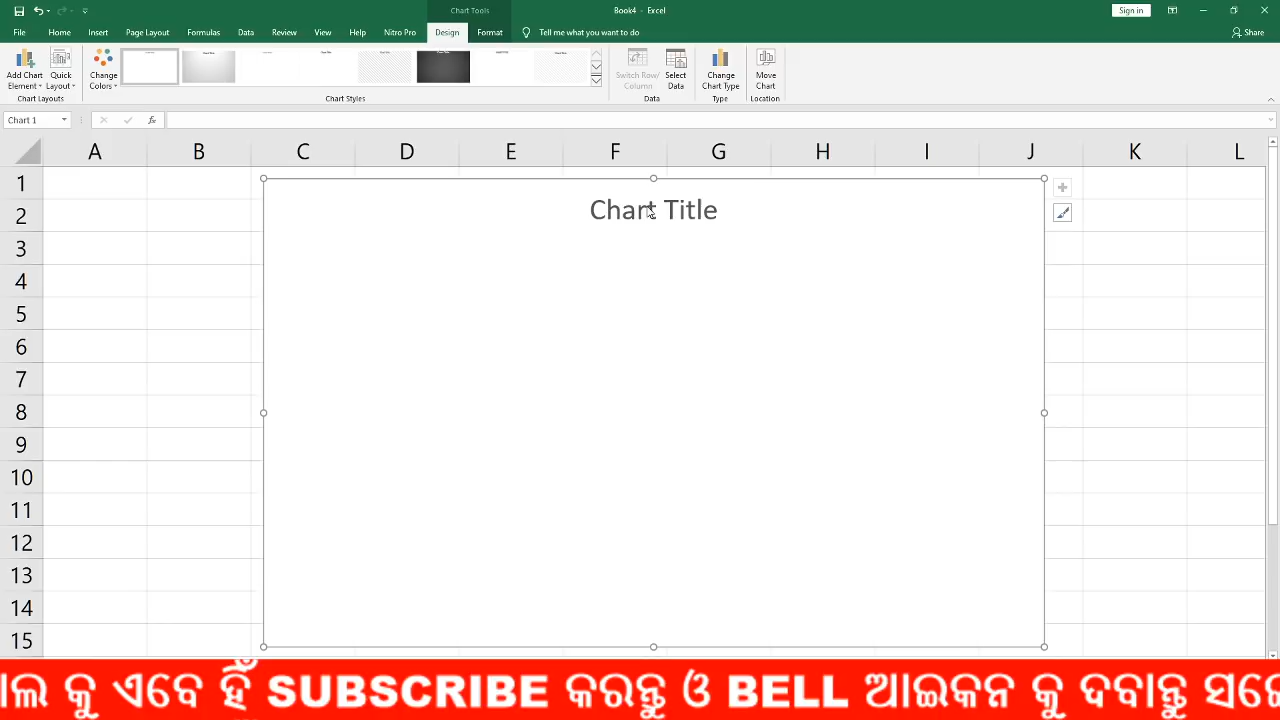 Chart Tools
Book4 - Excel
Sign in
File Home Insert Page Layout Formulas Data Review View Help Nitro Pro Design Format Tell me what you want to do Share
Add Chart Element Quick Layout Change Colors Switch Row/Column Select Data Change Chart Type Move Chart
Chart Layouts Chart Styles Data Type Location
Chart 1 fx
A B C D E F G H I J K L
1
2
3
4
5
6
7
8
9
10
11
12
13
14
15
Chart Title
ାଲ କୁ ଏବେ ହିଁ SUBSCRIBE କରନ୍ତୁ ଓ BELL ଆଇକନ କୁ ଦବାନ୍ତୁ